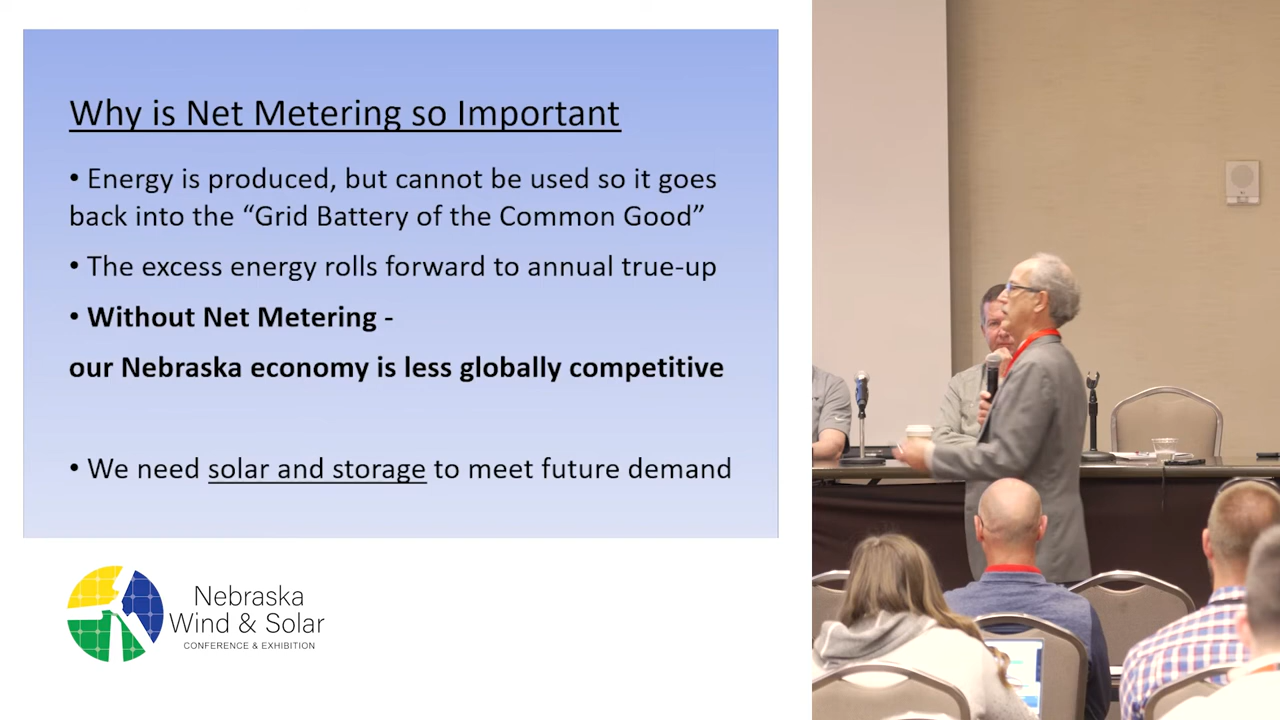 Why is Net Metering so Important
• Energy is produced, but cannot be used so it goes
back into the “Grid Battery of the Common Good”
• The excess energy rolls forward to annual true-up
• Without Net Metering -
our Nebraska economy is less globally competitive
• We need solar and storage to meet future demand
Nebraska
Wind & Solar
CONFERENCE & EXHIBITION